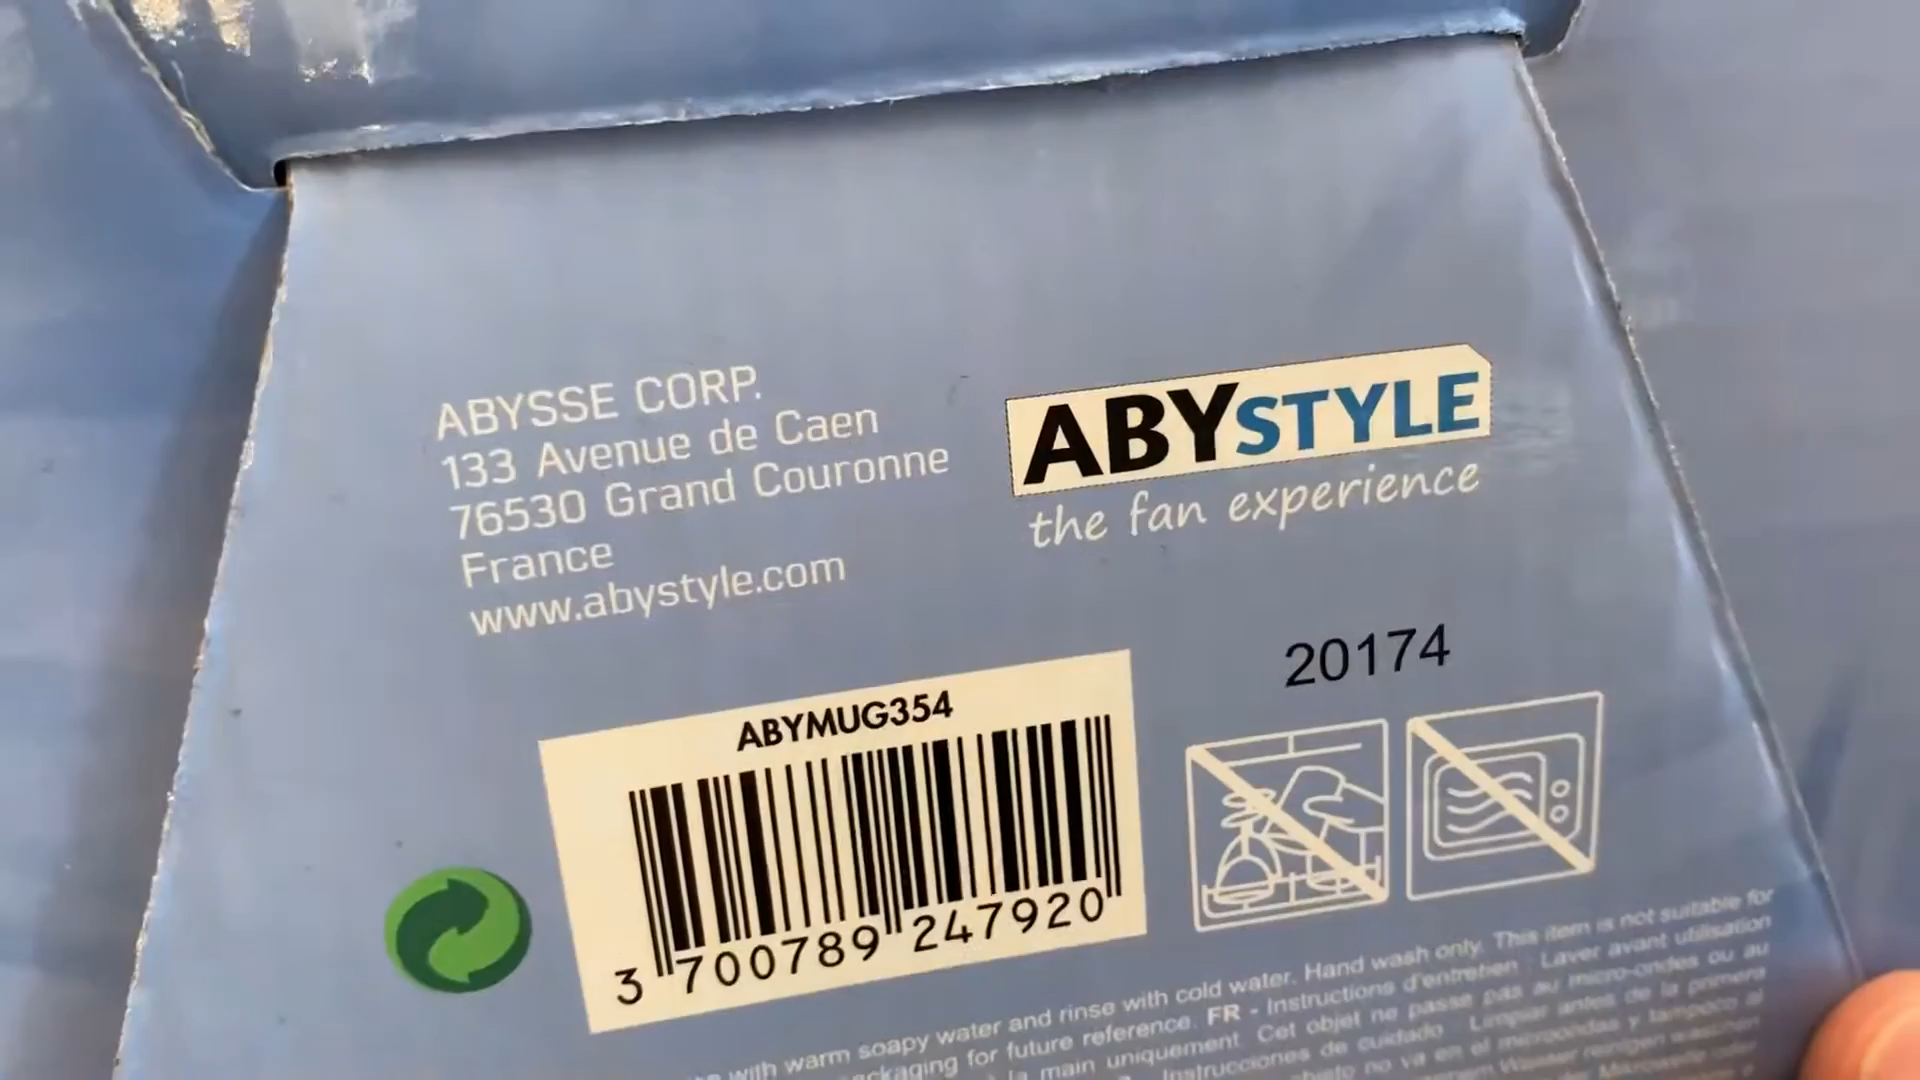 ABYSSE CORP.
133 Avenue de Caen
76530 Grand Couronne
France
www.abystyle.com
ABYSTYLE
the fan experience
20174
ABYMUG354
3 700789 247920
with warm soapy water and rinse with cold water. Hand wash only. This item is not suitable for
packaging for future reference. FR - Instructions d'entretien : Laver avant utilisation
la main uniquement. Cet objet ne passe pas au micro-ondes ou au
Instrucciones de cuidado : Limpiar antes de la primera
objeto no va en el microondas y tampoco al
Wasser reinigen